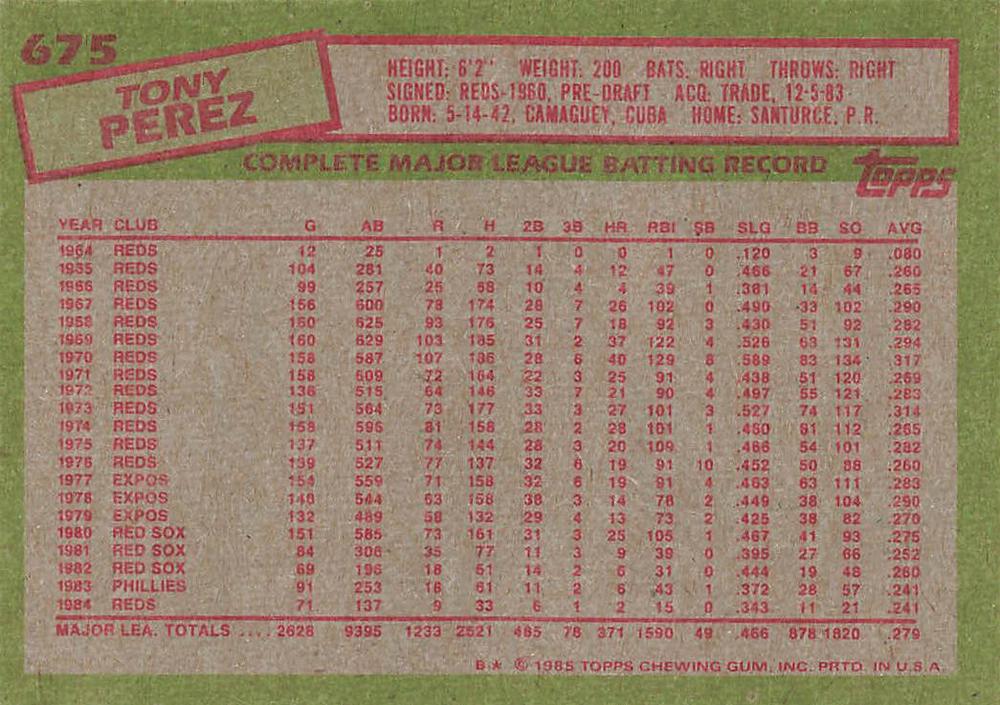 675
TONY
PEREZ
HEIGHT: 6'2" WEIGHT: 200 BATS: RIGHT THROWS: RIGHT
SIGNED: REDS-1960, PRE-DRAFT ACQ: TRADE, 12-5-83
BORN: 5-14-42, CAMAGUEY, CUBA HOME: SANTURCE, P.R.
COMPLETE MAJOR LEAGUE BATTING RECORD
TOPPS
YEAR CLUB G AB R H 2B 3B HR RBI SB SLG BB SO AVG
1964 REDS 12 25 1 2 1 0 0 1 0 .120 3 9 .080
1965 REDS 104 281 40 73 14 4 12 47 0 .466 21 67 .260
1966 REDS 99 257 25 68 10 4 4 39 1 .381 14 44 .265
1967 REDS 156 600 78 174 28 7 26 102 0 .490 33 102 .290
1968 REDS 160 625 93 176 25 7 18 92 3 .430 51 92 .282
1969 REDS 160 629 103 185 31 2 37 122 4 .526 63 131 .294
1970 REDS 158 587 107 186 28 6 40 129 8 .589 83 134 .317
1971 REDS 158 609 72 164 22 3 25 91 4 .438 51 120 .269
1972 REDS 136 515 64 146 33 7 21 90 4 .497 55 121 .283
1973 REDS 151 564 73 177 33 3 27 101 3 .527 74 117 .314
1974 REDS 158 596 81 158 28 2 28 101 1 .460 61 112 .265
1975 REDS 137 511 74 144 28 3 20 109 1 .466 54 101 .282
1976 REDS 139 527 77 137 32 6 19 91 10 .452 50 88 .260
1977 EXPOS 154 559 71 158 32 6 19 91 4 .463 63 111 .283
1978 EXPOS 148 544 63 158 38 3 14 78 2 .449 38 104 .290
1979 EXPOS 132 489 58 132 29 4 13 73 2 .425 38 82 .270
1980 RED SOX 151 585 73 161 31 3 25 105 1 .467 41 93 .275
1981 RED SOX 84 306 35 77 11 3 9 39 0 .395 27 66 .252
1982 RED SOX 69 196 18 51 14 2 6 31 0 .444 19 48 .260
1983 PHILLIES 91 253 18 61 11 2 6 43 1 .372 28 57 .241
1984 REDS 71 137 9 33 6 1 2 15 0 .343 11 21 .241
MAJOR LEA. TOTALS .... 2628 9395 1233 2521 485 78 371 1590 49 .466 878 1820 .279
B★ © 1985 TOPPS CHEWING GUM, INC. PRTD. IN U.S.A.